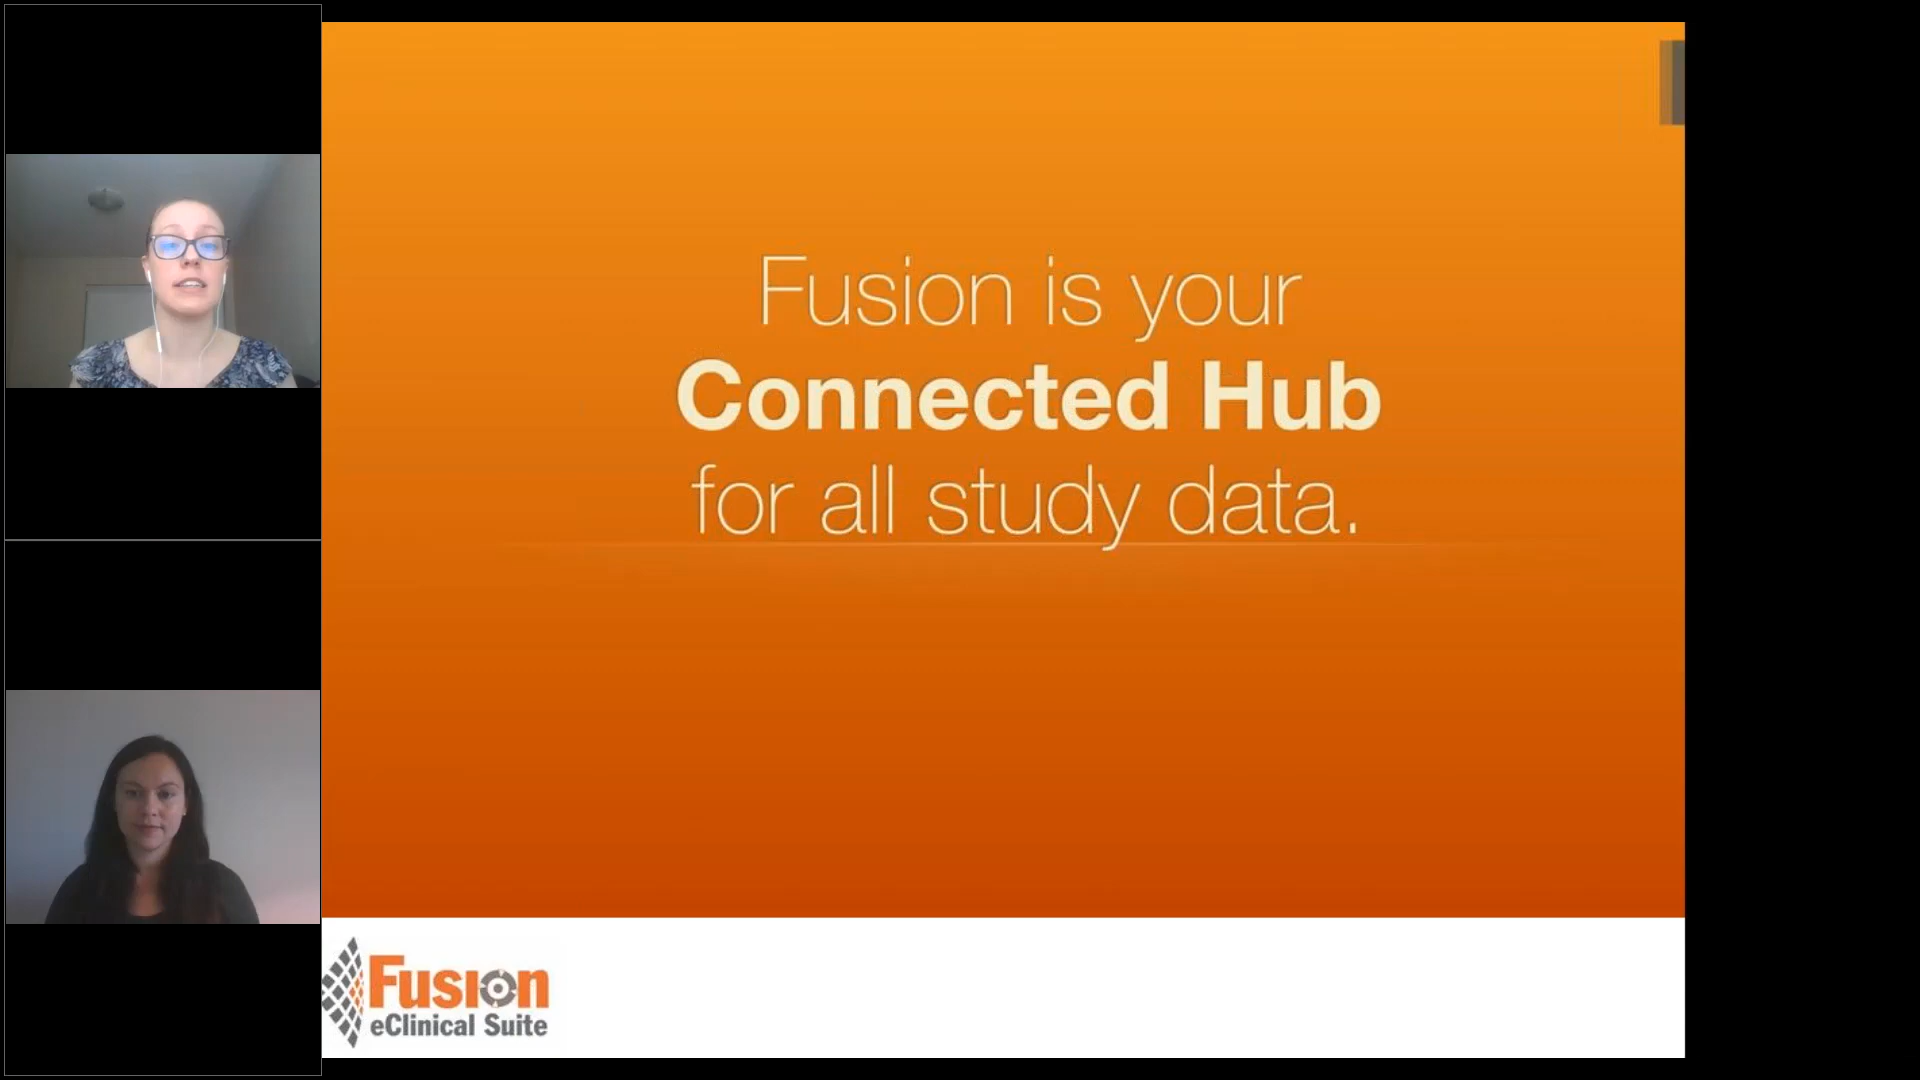 Fusion is your
Connected Hub
for all study data.
Fusion
eClinical Suite